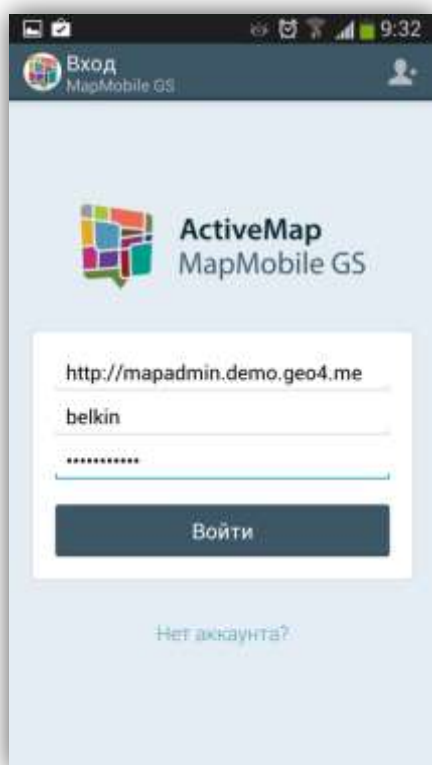 9:32
Вход
MapMobile GS
ActiveMap
MapMobile GS
http://mapadmin.demo.geo4.me
belkin
•••••••••••
Войти
Нет аккаунта?